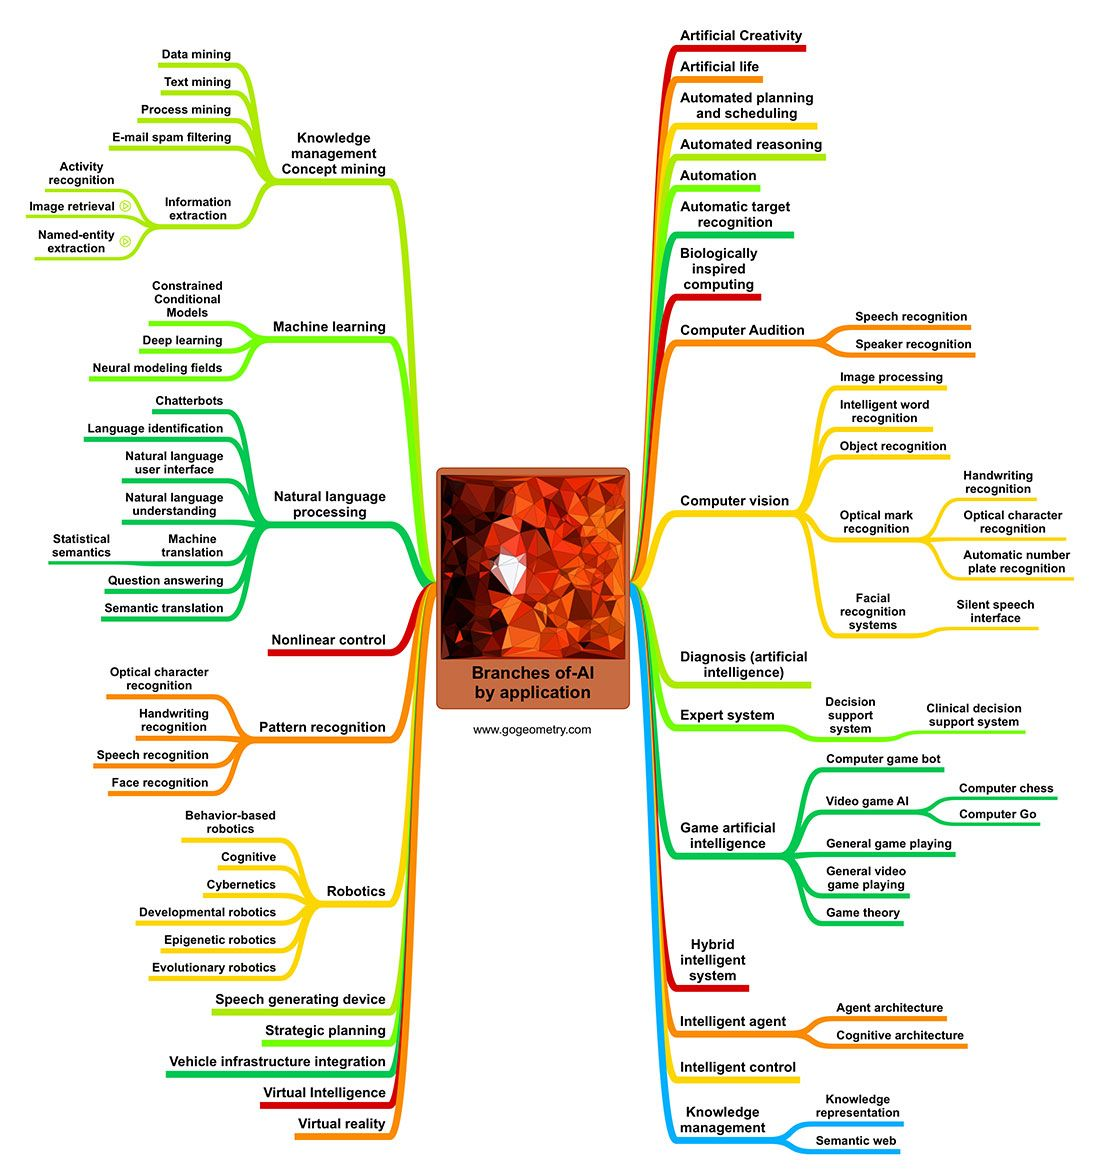 Data mining
Text mining
Process mining
E-mail spam filtering
Activity
recognition
Image retrieval
Named-entity
extraction
Information
extraction
Knowledge
management
Concept mining
Constrained
Conditional
Models
Deep learning
Neural modeling fields
Machine learning
Chatterbots
Language identification
Natural language
user interface
Natural language
understanding
Statistical
semantics
Machine
translation
Question answering
Semantic translation
Natural language
processing
Nonlinear control
Optical character
recognition
Handwriting
recognition
Speech recognition
Face recognition
Pattern recognition
Behavior-based
robotics
Cognitive
Cybernetics
Developmental robotics
Epigenetic robotics
Evolutionary robotics
Robotics
Speech generating device
Strategic planning
Vehicle infrastructure integration
Virtual Intelligence
Virtual reality
Branches of-AI
by application
www.gogeometry.com
Artificial Creativity
Artificial life
Automated planning
and scheduling
Automated reasoning
Automation
Automatic target
recognition
Biologically
inspired
computing
Computer Audition
Speech recognition
Speaker recognition
Computer vision
Image processing
Intelligent word
recognition
Object recognition
Optical mark
recognition
Handwriting
recognition
Optical character
recognition
Automatic number
plate recognition
Facial
recognition
systems
Silent speech
interface
Diagnosis (artificial
intelligence)
Expert system
Decision
support
system
Clinical decision
support system
Game artificial
intelligence
Computer game bot
Video game AI
Computer chess
Computer Go
General game playing
General video
game playing
Game theory
Hybrid
intelligent
system
Intelligent agent
Agent architecture
Cognitive architecture
Intelligent control
Knowledge
management
Knowledge
representation
Semantic web